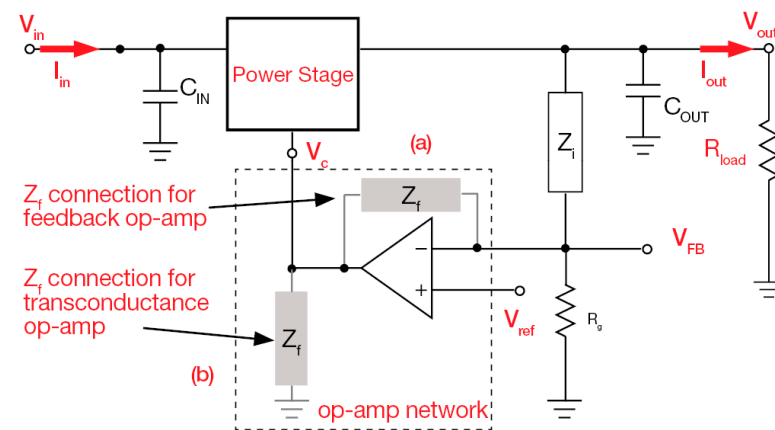 Vin
Vout
Iin
CIN
Power Stage
Iout
COUT
Zi
Rload
Vc
(a)
Zf connection for
feedback op-amp
Zf
−
VFB
Zf connection for
transconductance
op-amp
+
Vref
Rg
Zf
(b)
op-amp network